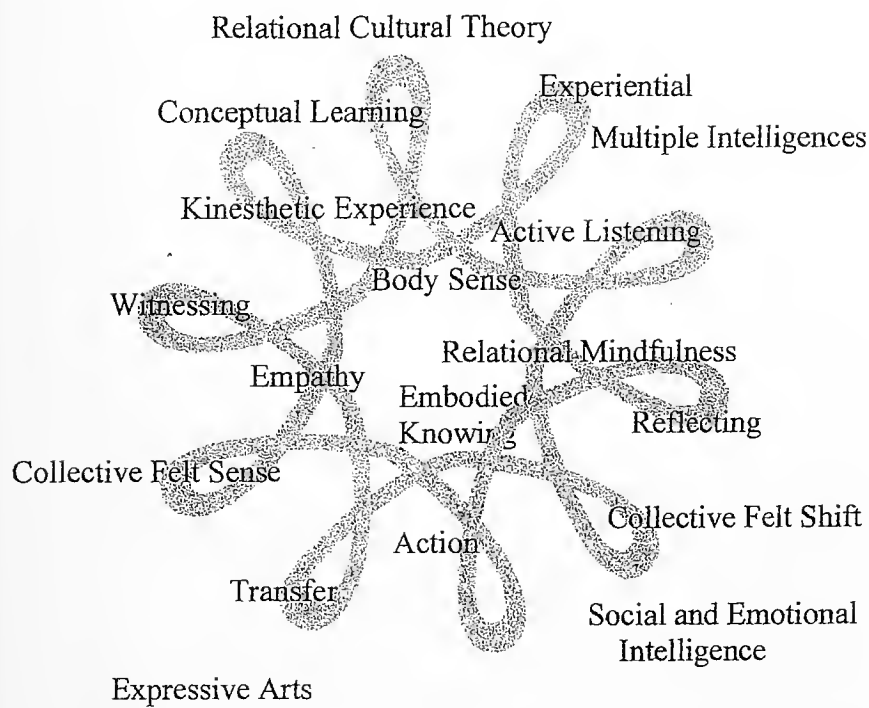 Relational Cultural Theory
Experiential
Conceptual Learning
Multiple Intelligences
Kinesthetic Experience
Active Listening
Body Sense
Witnessing
Relational Mindfulness
Empathy
Embodied
Knowing
Reflecting
Collective Felt Sense
Collective Felt Shift
Action
Transfer
Social and Emotional
Intelligence
Expressive Arts